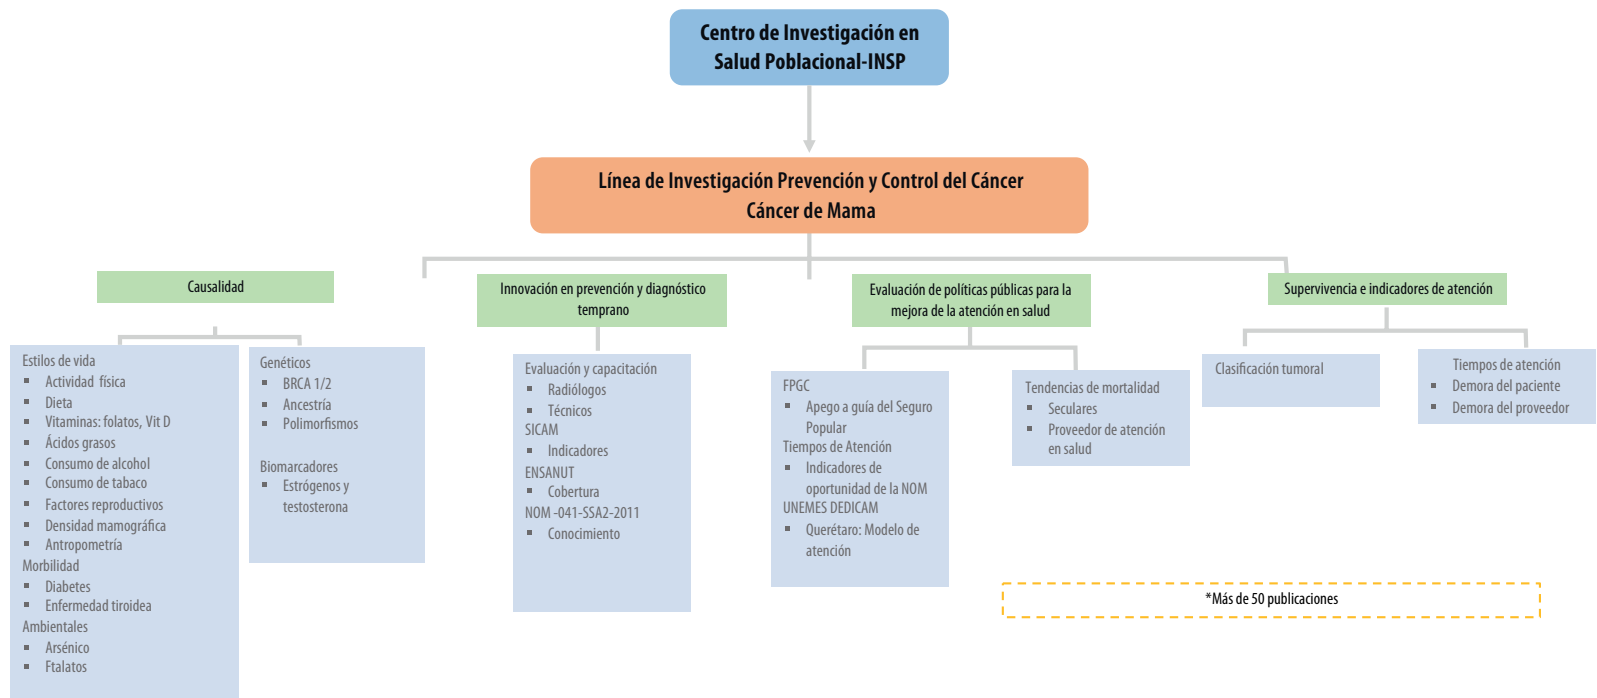 Centro de Investigación en
Salud Poblacional-INSP
Línea de Investigación Prevención y Control del Cáncer
Cáncer de Mama
Causalidad
Estilos de vida
▪ Actividad física
▪ Dieta
▪ Vitaminas: folatos, Vit D
▪ Ácidos grasos
▪ Consumo de alcohol
▪ Consumo de tabaco
▪ Factores reproductivos
▪ Densidad mamográfica
▪ Antropometría
Morbilidad
▪ Diabetes
▪ Enfermedad tiroidea
Ambientales
▪ Arsénico
▪ Ftalatos
Genéticos
▪ BRCA 1/2
▪ Ancestría
▪ Polimorfismos
Biomarcadores
▪ Estrógenos y
testosterona
Innovación en prevención y diagnóstico
temprano
Evaluación y capacitación
▪ Radiólogos
▪ Técnicos
SICAM
▪ Indicadores
ENSANUT
▪ Cobertura
NOM -041-SSA2-2011
▪ Conocimiento
Evaluación de políticas públicas para la
mejora de la atención en salud
FPGC
▪ Apego a guía del Seguro
Popular
Tiempos de Atención
▪ Indicadores de
oportunidad de la NOM
UNEMES DEDICAM
▪ Querétaro: Modelo de
atención
Tendencias de mortalidad
▪ Seculares
▪ Proveedor de atención
en salud
Supervivencia e indicadores de atención
Clasificación tumoral
Tiempos de atención
▪ Demora del paciente
▪ Demora del proveedor
*Más de 50 publicaciones